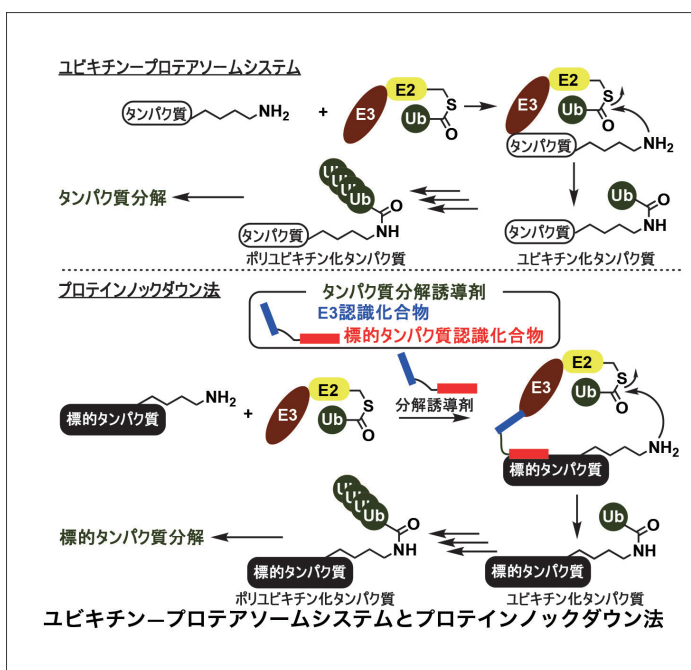 ユビキチンープロテアソームシステム
タンパク質
NH2
+
E3
E2
S
Ub
O
E3
E2
S
Ub
O
タンパク質
NH2
タンパク質分解
Ub
Ub
Ub
Ub
O
NH
タンパク質
ポリユビキチン化タンパク質
Ub
O
NH
タンパク質
ユビキチン化タンパク質
プロテインノックダウン法
タンパク質分解誘導剤
E3認識化合物
標的タンパク質認識化合物
NH2
標的タンパク質
+
E3
E2
S
Ub
O
分解誘導剤
E3
E2
S
Ub
O
NH2
標的タンパク質
標的タンパク質分解
Ub
Ub
Ub
Ub
O
NH
標的タンパク質
ポリユビキチン化タンパク質
Ub
O
NH
標的タンパク質
ユビキチン化タンパク質
ユビキチン—プロテアソームシステムとプロテインノックダウン法